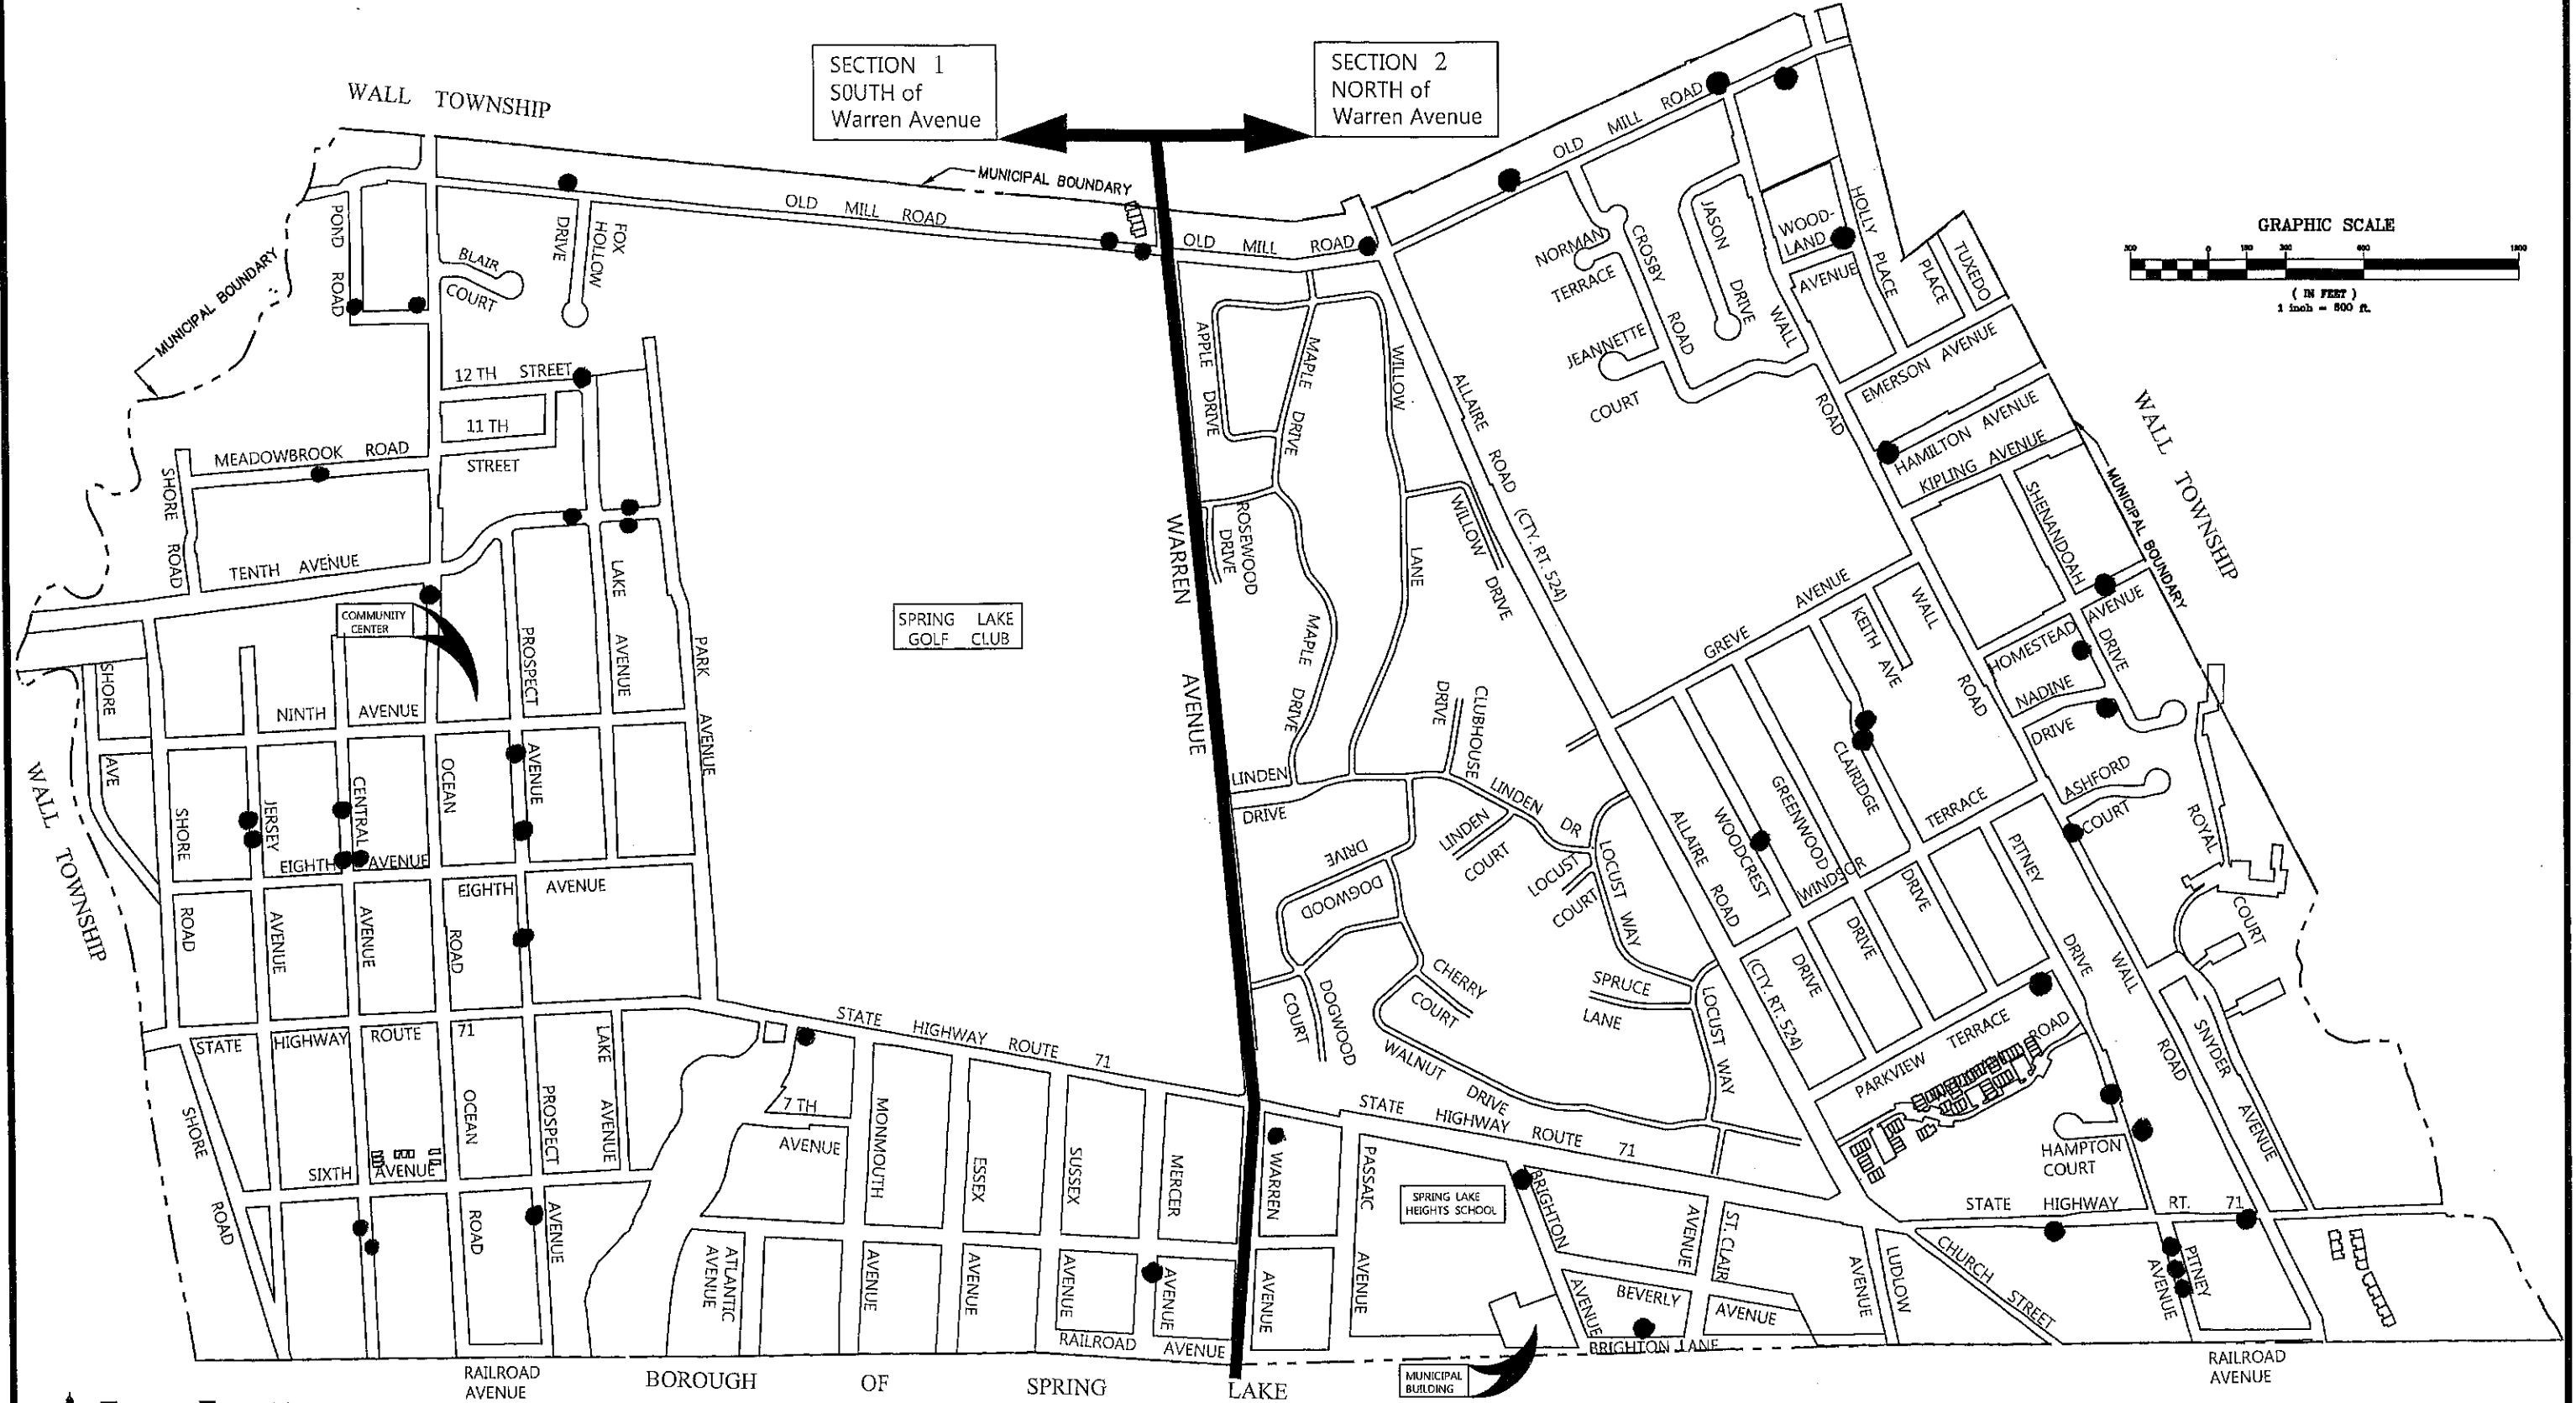 SECTION 1
SOUTH of
Warren Avenue
SECTION 2
NORTH of
Warren Avenue
WALL TOWNSHIP
MUNICIPAL BOUNDARY
OLD MILL ROAD
OLD MILL ROAD
OLD MILL ROAD
GRAPHIC SCALE
300 0 150 300 600 1200
( IN FEET )
1 inch = 300 ft.
MUNICIPAL BOUNDARY
POND ROAD
BLAIR
COURT
FOX
HOLLOW
DRIVE
12 TH STREET
11 TH
STREET
MEADOWBROOK ROAD
SHORE ROAD
TENTH AVENUE
COMMUNITY
CENTER
SPRING LAKE
GOLF CLUB
PROSPECT
AVENUE
LAKE
AVENUE
PARK
AVENUE
NINTH AVENUE
SHORE
AVE
SHORE
ROAD
JERSEY
AVENUE
CENTRAL
AVENUE
OCEAN
ROAD
EIGHTH AVENUE
EIGHTH AVENUE
WALL TOWNSHIP
STATE HIGHWAY ROUTE 71
STATE HIGHWAY ROUTE 71
SHORE
ROAD
OCEAN
ROAD
PROSPECT
AVENUE
LAKE
AVENUE
SIXTH AVENUE
7 TH
AVENUE
MONMOUTH
AVENUE
ESSEX
AVENUE
SUSSEX
AVENUE
MERCER
AVENUE
ATLANTIC
AVENUE
RAILROAD AVENUE
RAILROAD
AVENUE
BOROUGH OF SPRING LAKE
WARREN
AVENUE
APPLE
DRIVE
MAPLE
DRIVE
WILLOW
LANE
WILLOW
DRIVE
ROSEWOOD
DRIVE
MAPLE
DRIVE
LINDEN
DRIVE
CLUBHOUSE
DRIVE
LINDEN DR
LINDEN
COURT
LOCUST
COURT
LOCUST WAY
DRIVE
DOGWOOD
DOGWOOD
COURT
CHERRY
COURT
WALNUT DRIVE
SPRUCE
LANE
LOCUST WAY
STATE HIGHWAY ROUTE 71
WARREN
AVENUE
PASSAIC
AVENUE
SPRING LAKE
HEIGHTS SCHOOL
BRIGHTON
AVENUE
BEVERLY
AVENUE
AVENUE
ST. CLAIR
BRIGHTON LANE
MUNICIPAL
BUILDING
LUDLOW
AVENUE
CHURCH
STREET
ALLAIRE ROAD (CTY. RT. 524)
NORMAN
TERRACE
CROSBY
ROAD
JEANNETTE
COURT
JASON
DRIVE
WOOD-
LAND
AVENUE
HOLLY
PLACE
TUXEDO
PLACE
WALL
ROAD
EMERSON AVENUE
HAMILTON AVENUE
KIPLING AVENUE
SHENANDOAH
DRIVE
MUNICIPAL BOUNDARY
WALL TOWNSHIP
GREVE AVENUE
KEITH AVE
WALL
ROAD
HOMESTEAD AVENUE
NADINE
DRIVE
ASHFORD
COURT
ROYAL
COURT
ALLAIRE
ROAD
(CTY. RT. 524)
WOODCREST
DRIVE
GREENWOOD
DRIVE
CLAIRIDGE
DRIVE
WINDSOR
TERRACE
PITNEY
DRIVE
WALL
ROAD
SNYDER
AVENUE
PARKVIEW TERRACE
ROAD
HAMPTON
COURT
STATE HIGHWAY RT. 71
PITNEY
AVENUE
RAILROAD
AVENUE